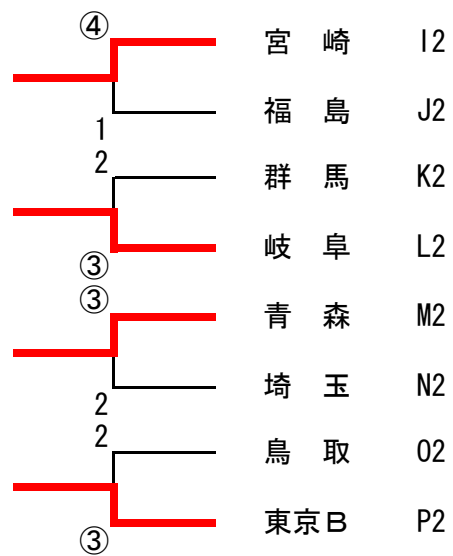 ④
宮　崎　I2
福　島　J2
1
2
群　馬　K2
岐　阜　L2
③
③
青　森　M2
埼　玉　N2
2
2
鳥　取　O2
東京Ｂ　P2
③